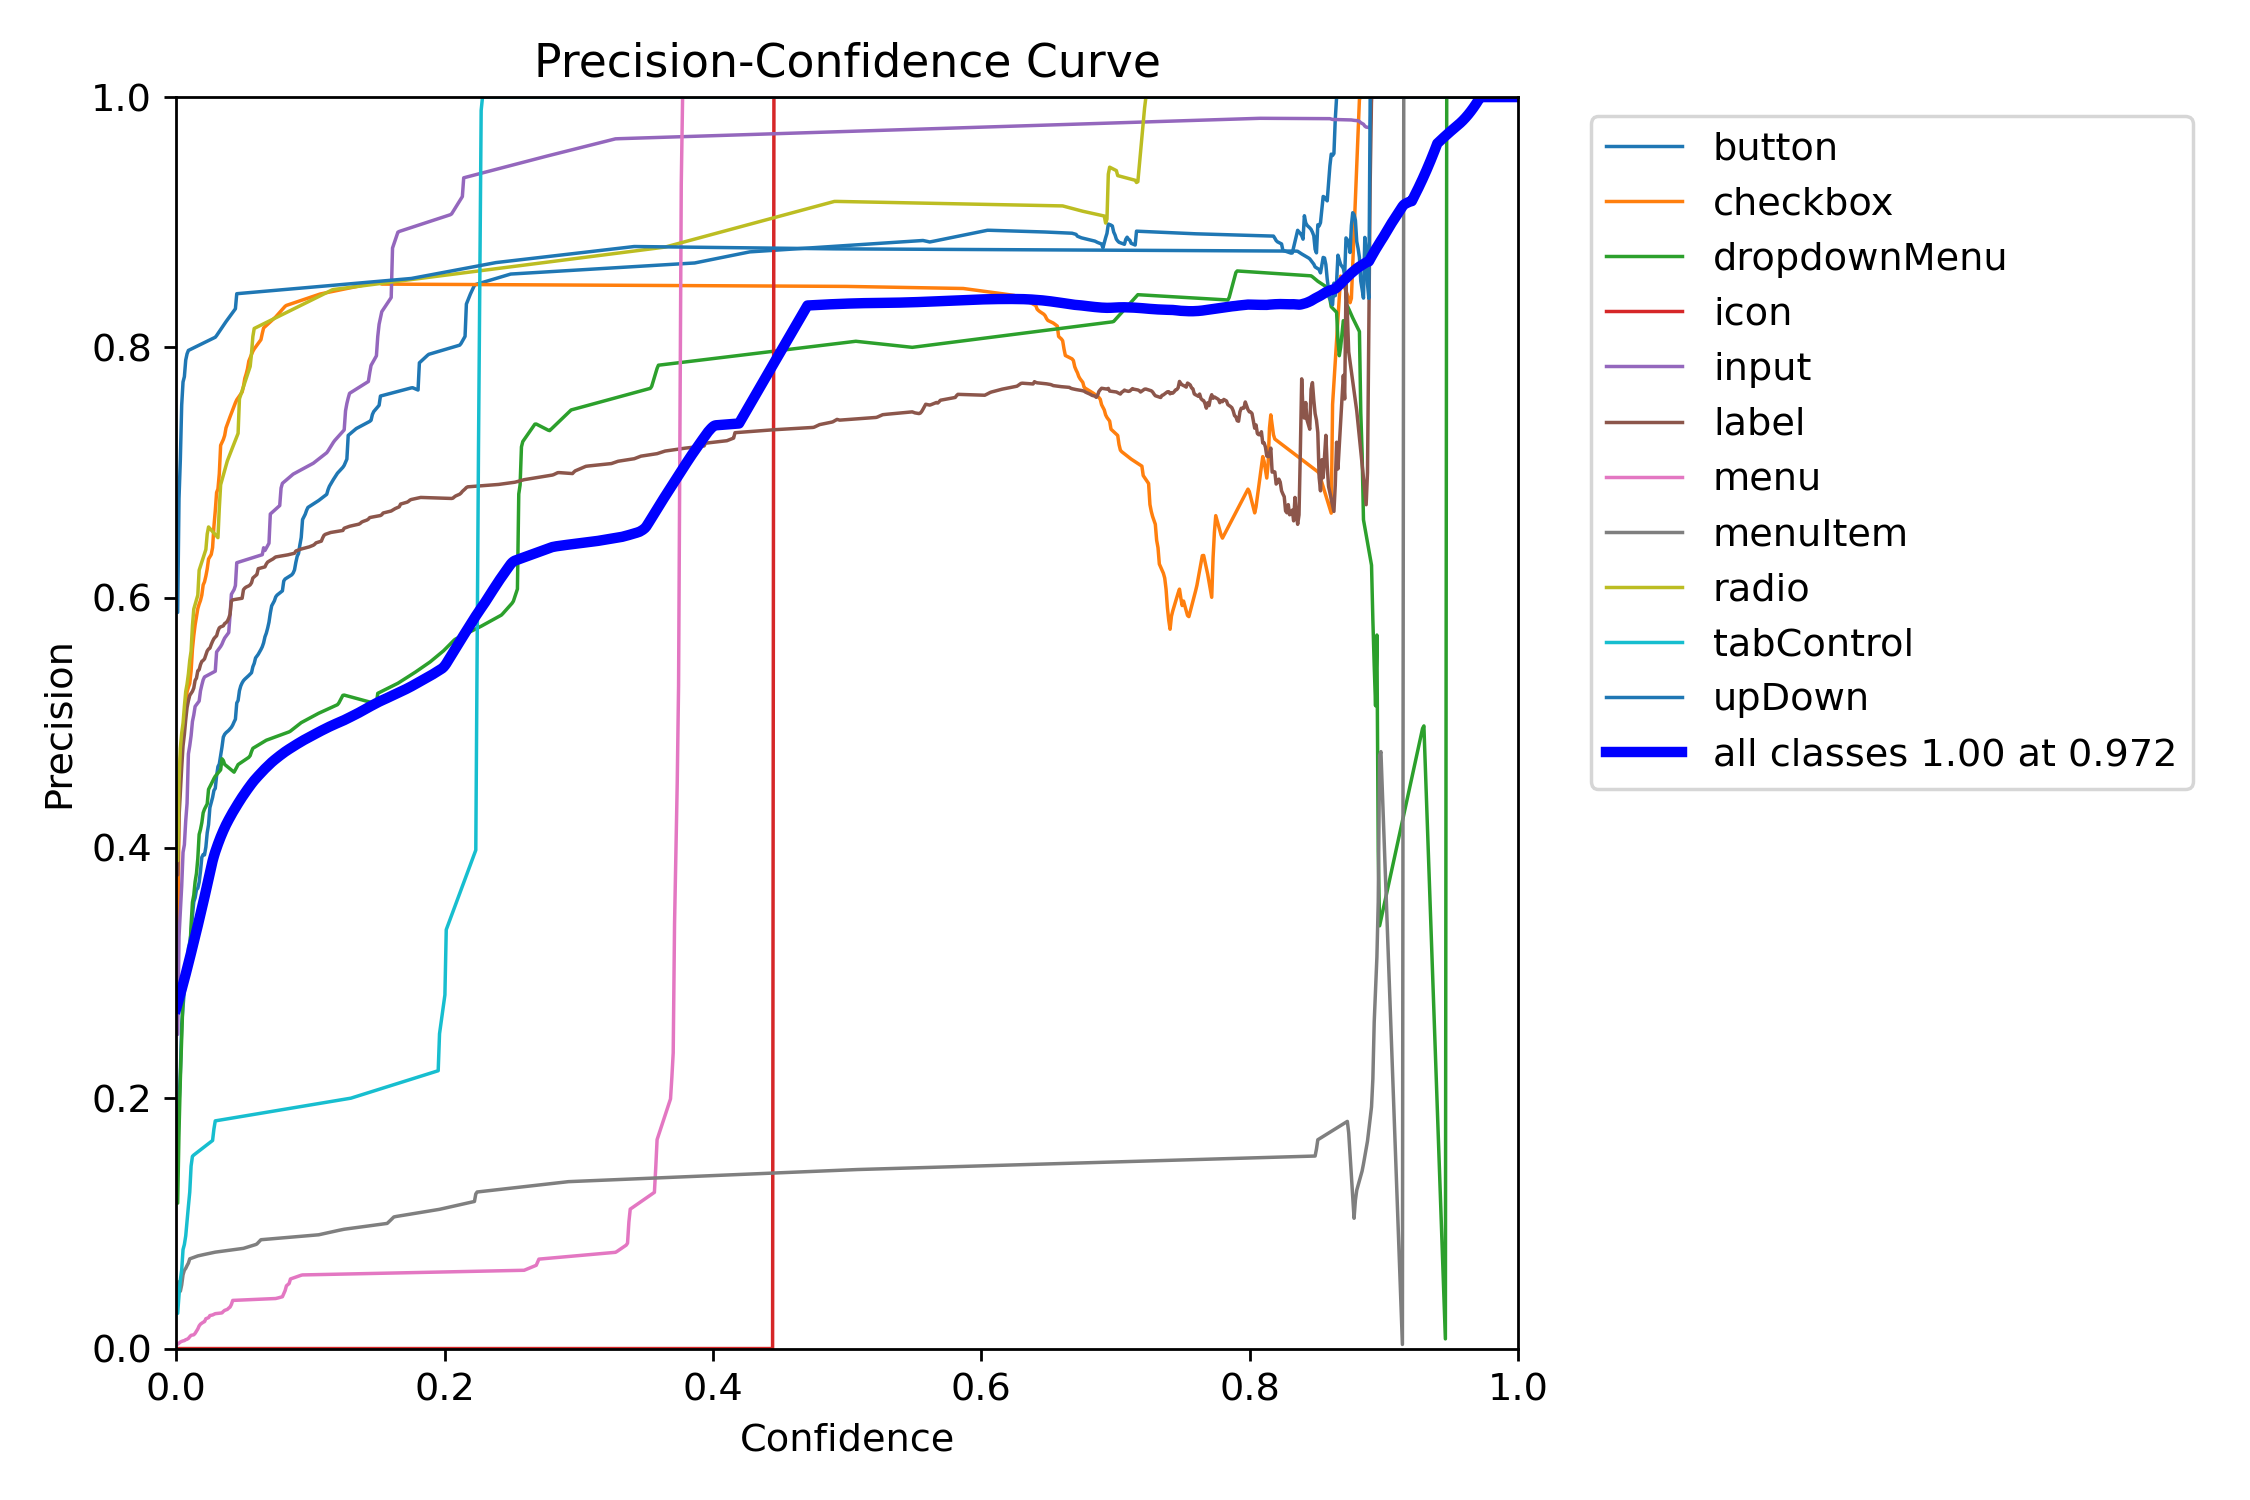 Precision-Confidence Curve
1.0
0.8
0.6
0.4
0.2
0.0
Precision
0.0 0.2 0.4 0.6 0.8 1.0
Confidence
button
checkbox
dropdownMenu
icon
input
label
menu
menuItem
radio
tabControl
upDown
all classes 1.00 at 0.972